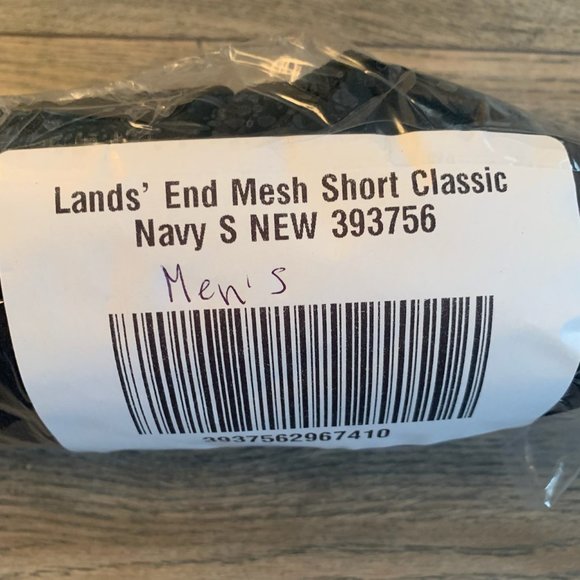 Lands' End Mesh Short Classic
Navy S NEW 393756
Men's
3937562967410